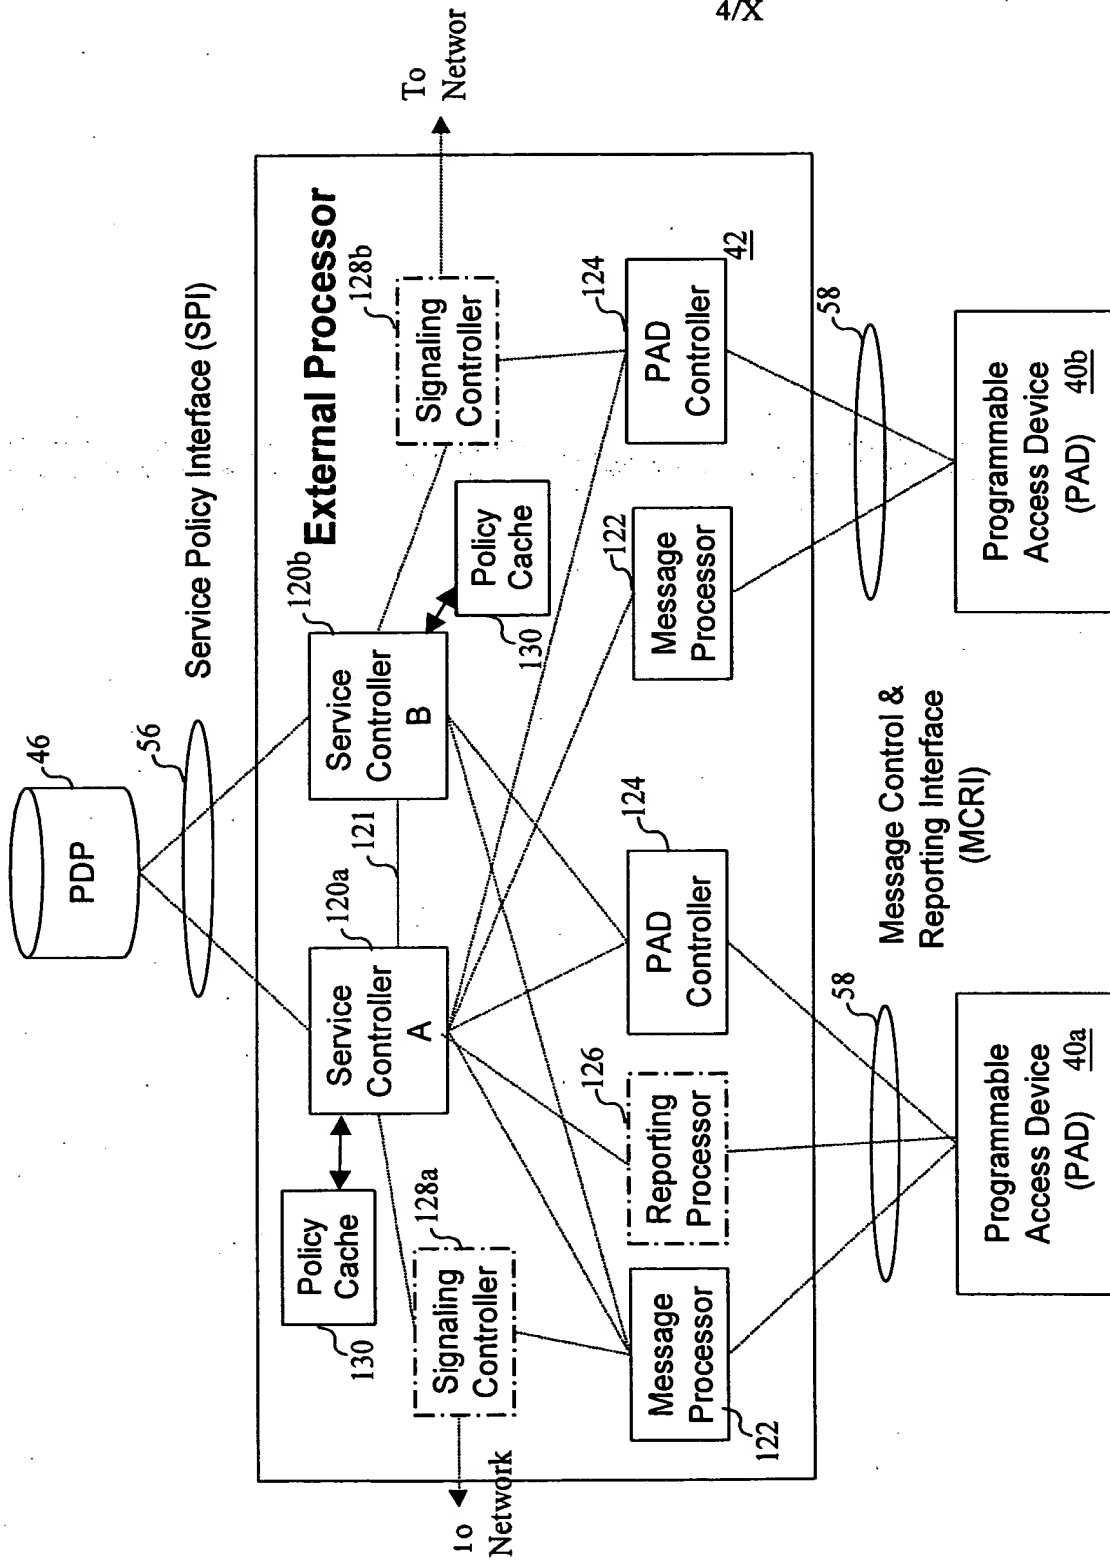 4/X
PDP
46
56
Service Policy Interface (SPI)
External Processor
To
Networ
Policy
Cache
130
Service
Controller
A
120a
121
Service
Controller
B
120b
Policy
Cache
130
Signaling
Controller
128a
Signaling
Controller
128b
Network
Message
Processor
122
Reporting
Processor
126
PAD
Controller
124
Message
Processor
122
PAD
Controller
124
42
58
Message Control &
Reporting Interface
(MCRI)
58
Programmable
Access Device
(PAD) 40a
Programmable
Access Device
(PAD) 40b